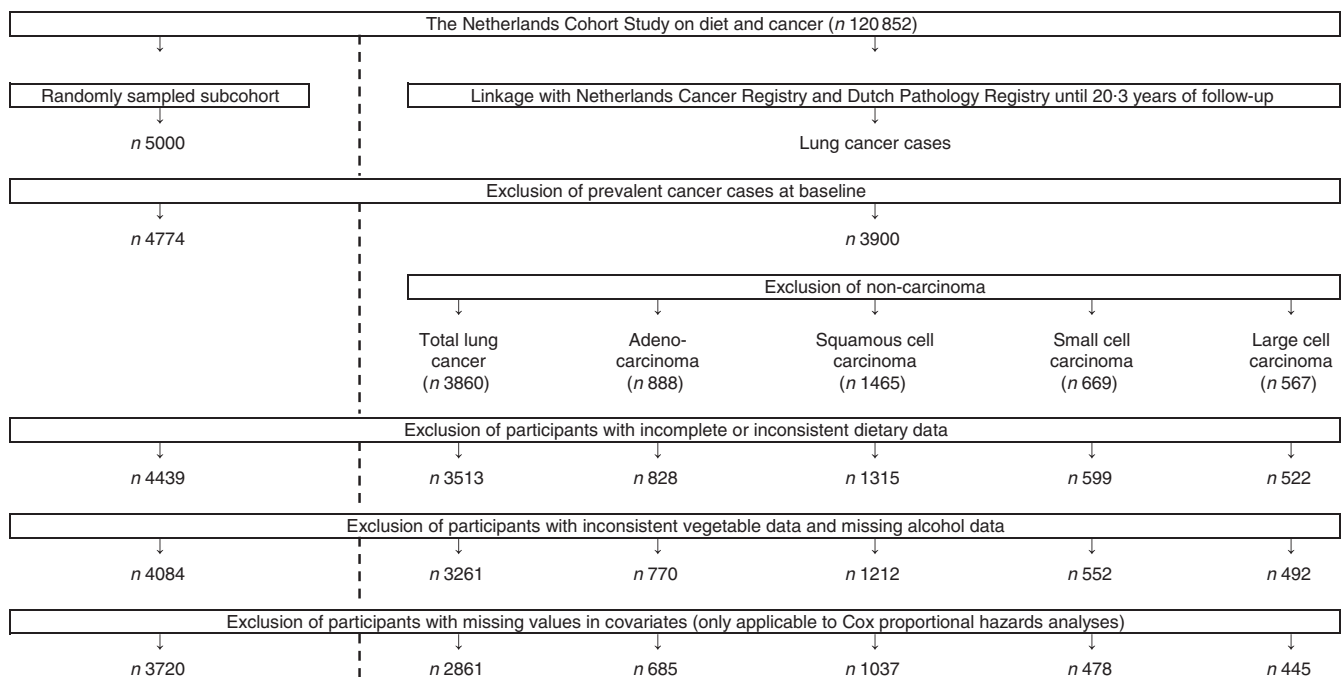 The Netherlands Cohort Study on diet and cancer (n 120 852)
Randomly sampled subcohort
Linkage with Netherlands Cancer Registry and Dutch Pathology Registry until 20·3 years of follow-up
n 5000
Lung cancer cases
Exclusion of prevalent cancer cases at baseline
n 4774
n 3900
Exclusion of non-carcinoma
Total lung
cancer
(n 3860)
Adeno-
carcinoma
(n 888)
Squamous cell
carcinoma
(n 1465)
Small cell
carcinoma
(n 669)
Large cell
carcinoma
(n 567)
Exclusion of participants with incomplete or inconsistent dietary data
n 4439
n 3513
n 828
n 1315
n 599
n 522
Exclusion of participants with inconsistent vegetable data and missing alcohol data
n 4084
n 3261
n 770
n 1212
n 552
n 492
Exclusion of participants with missing values in covariates (only applicable to Cox proportional hazards analyses)
n 3720
n 2861
n 685
n 1037
n 478
n 445